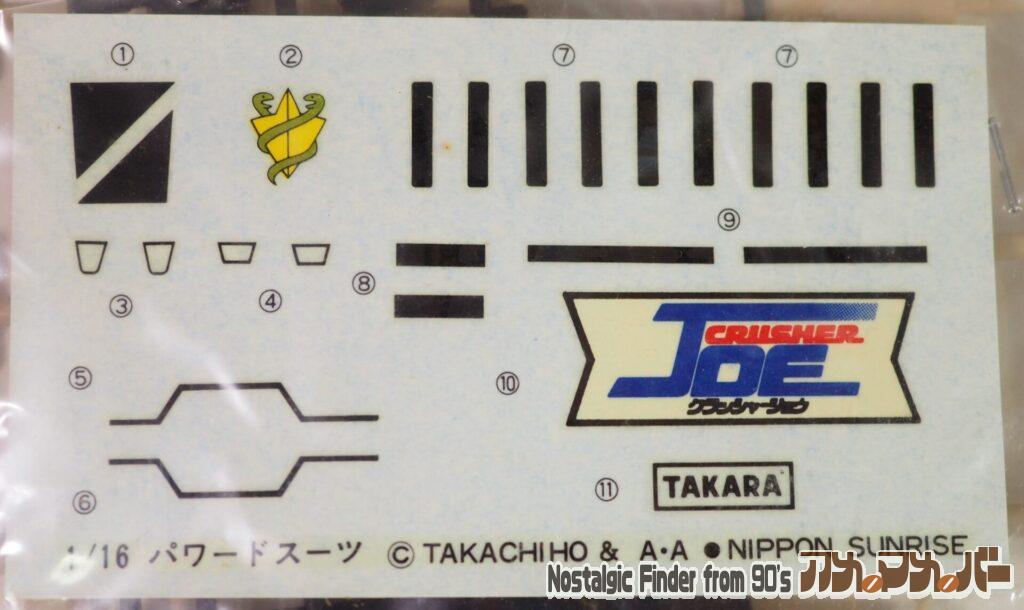 ① ② ⑦ ⑦
⑨
③ ④ ⑧
CRUSHER
JOE
クラッシャージョウ
⑤
⑩
⑥
⑪ TAKARA
1/16 パワードスーツ © TAKACHIHO & A・A ● NIPPON SUNRISE
Nostalgic Finder from 90's